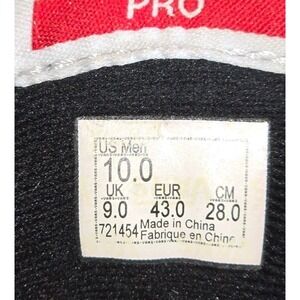 PRO
US Men
10.0
UK EUR CM
9.0 43.0 28.0
721454 Made in China
Fabrique en Chine